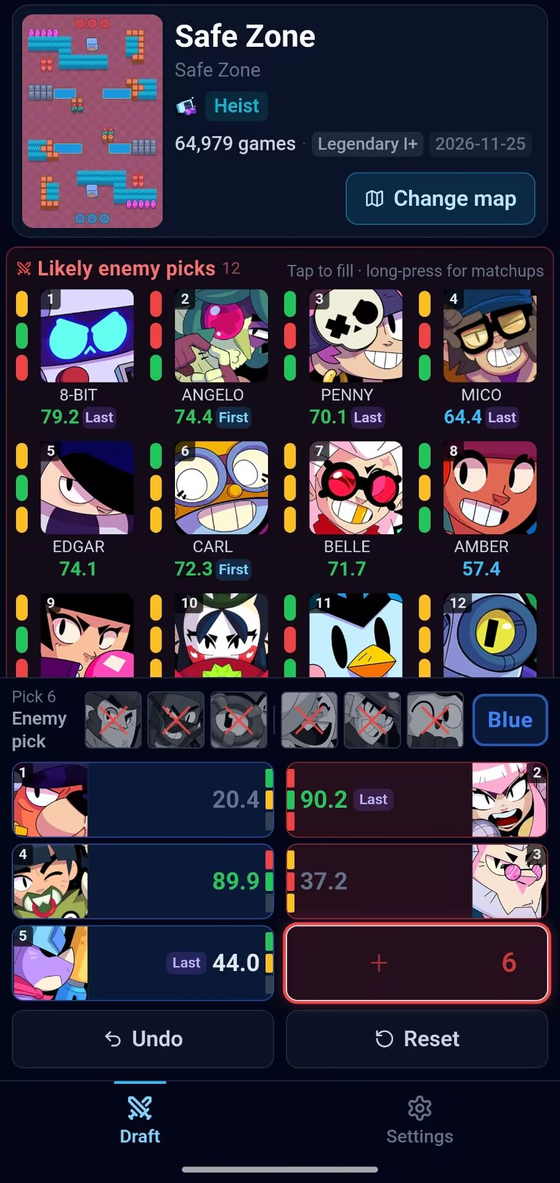 Safe Zone
Safe Zone
Heist
64,979 games · Legendary I+ 2026-11-25
Change map
Likely enemy picks 12
Tap to fill · long-press for matchups
1 2 3 4
8-BIT ANGELO PENNY MICO
79.2 Last 74.4 First 70.1 Last 64.4 Last
5 6 7 8
EDGAR CARL BELLE AMBER
74.1 72.3 First 71.7 57.4
9 10 11 12
Pick 6
Enemy
pick
Blue
1 20.4 90.2 Last 2
4 89.9 37.2 3
5 Last 44.0 + 6
Undo Reset
Draft Settings